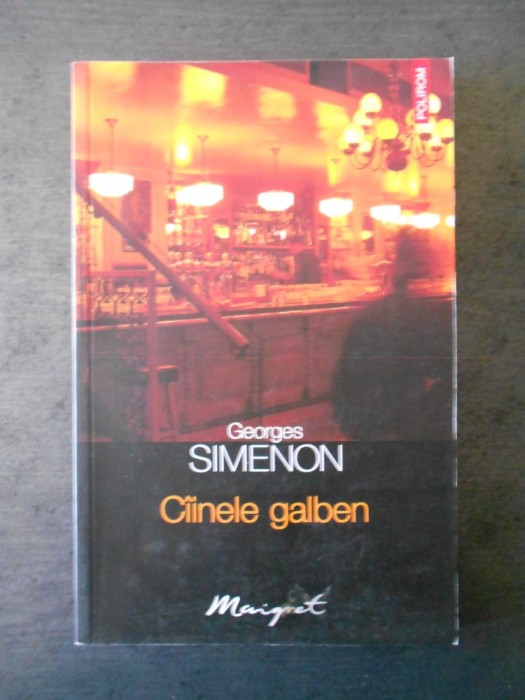 POLIROM
Georges
SIMENON
Cîinele galben
Maigret